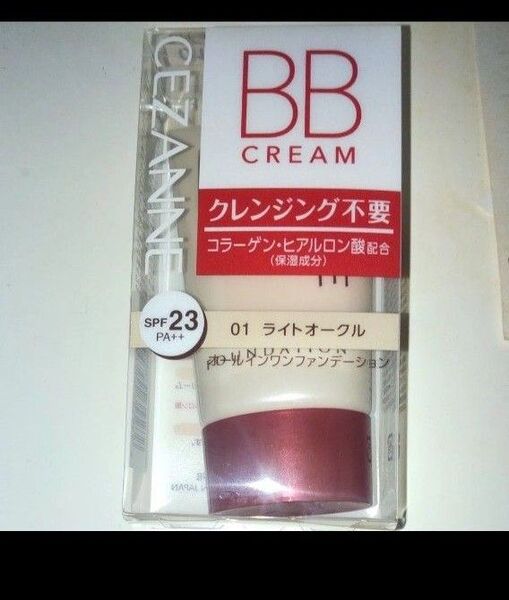 CEZANNE
BB
CREAM
クレンジング不要
コラーゲン・ヒアルロン酸配合
(保湿成分)
SPF23
PA++
01 ライトオークル
オールインワンファンデーション